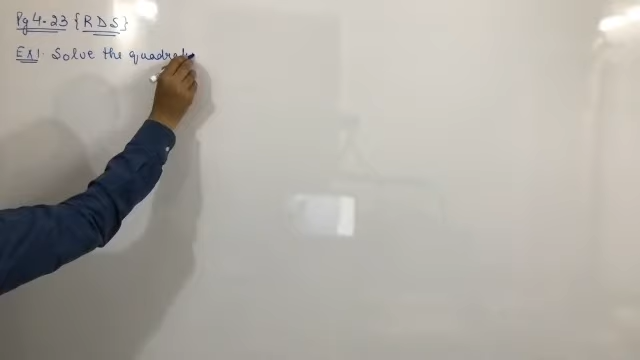 Pg 4.23 {RDS}
EX1. Solve the quadrat